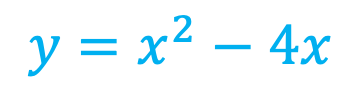 y = x² − 4x